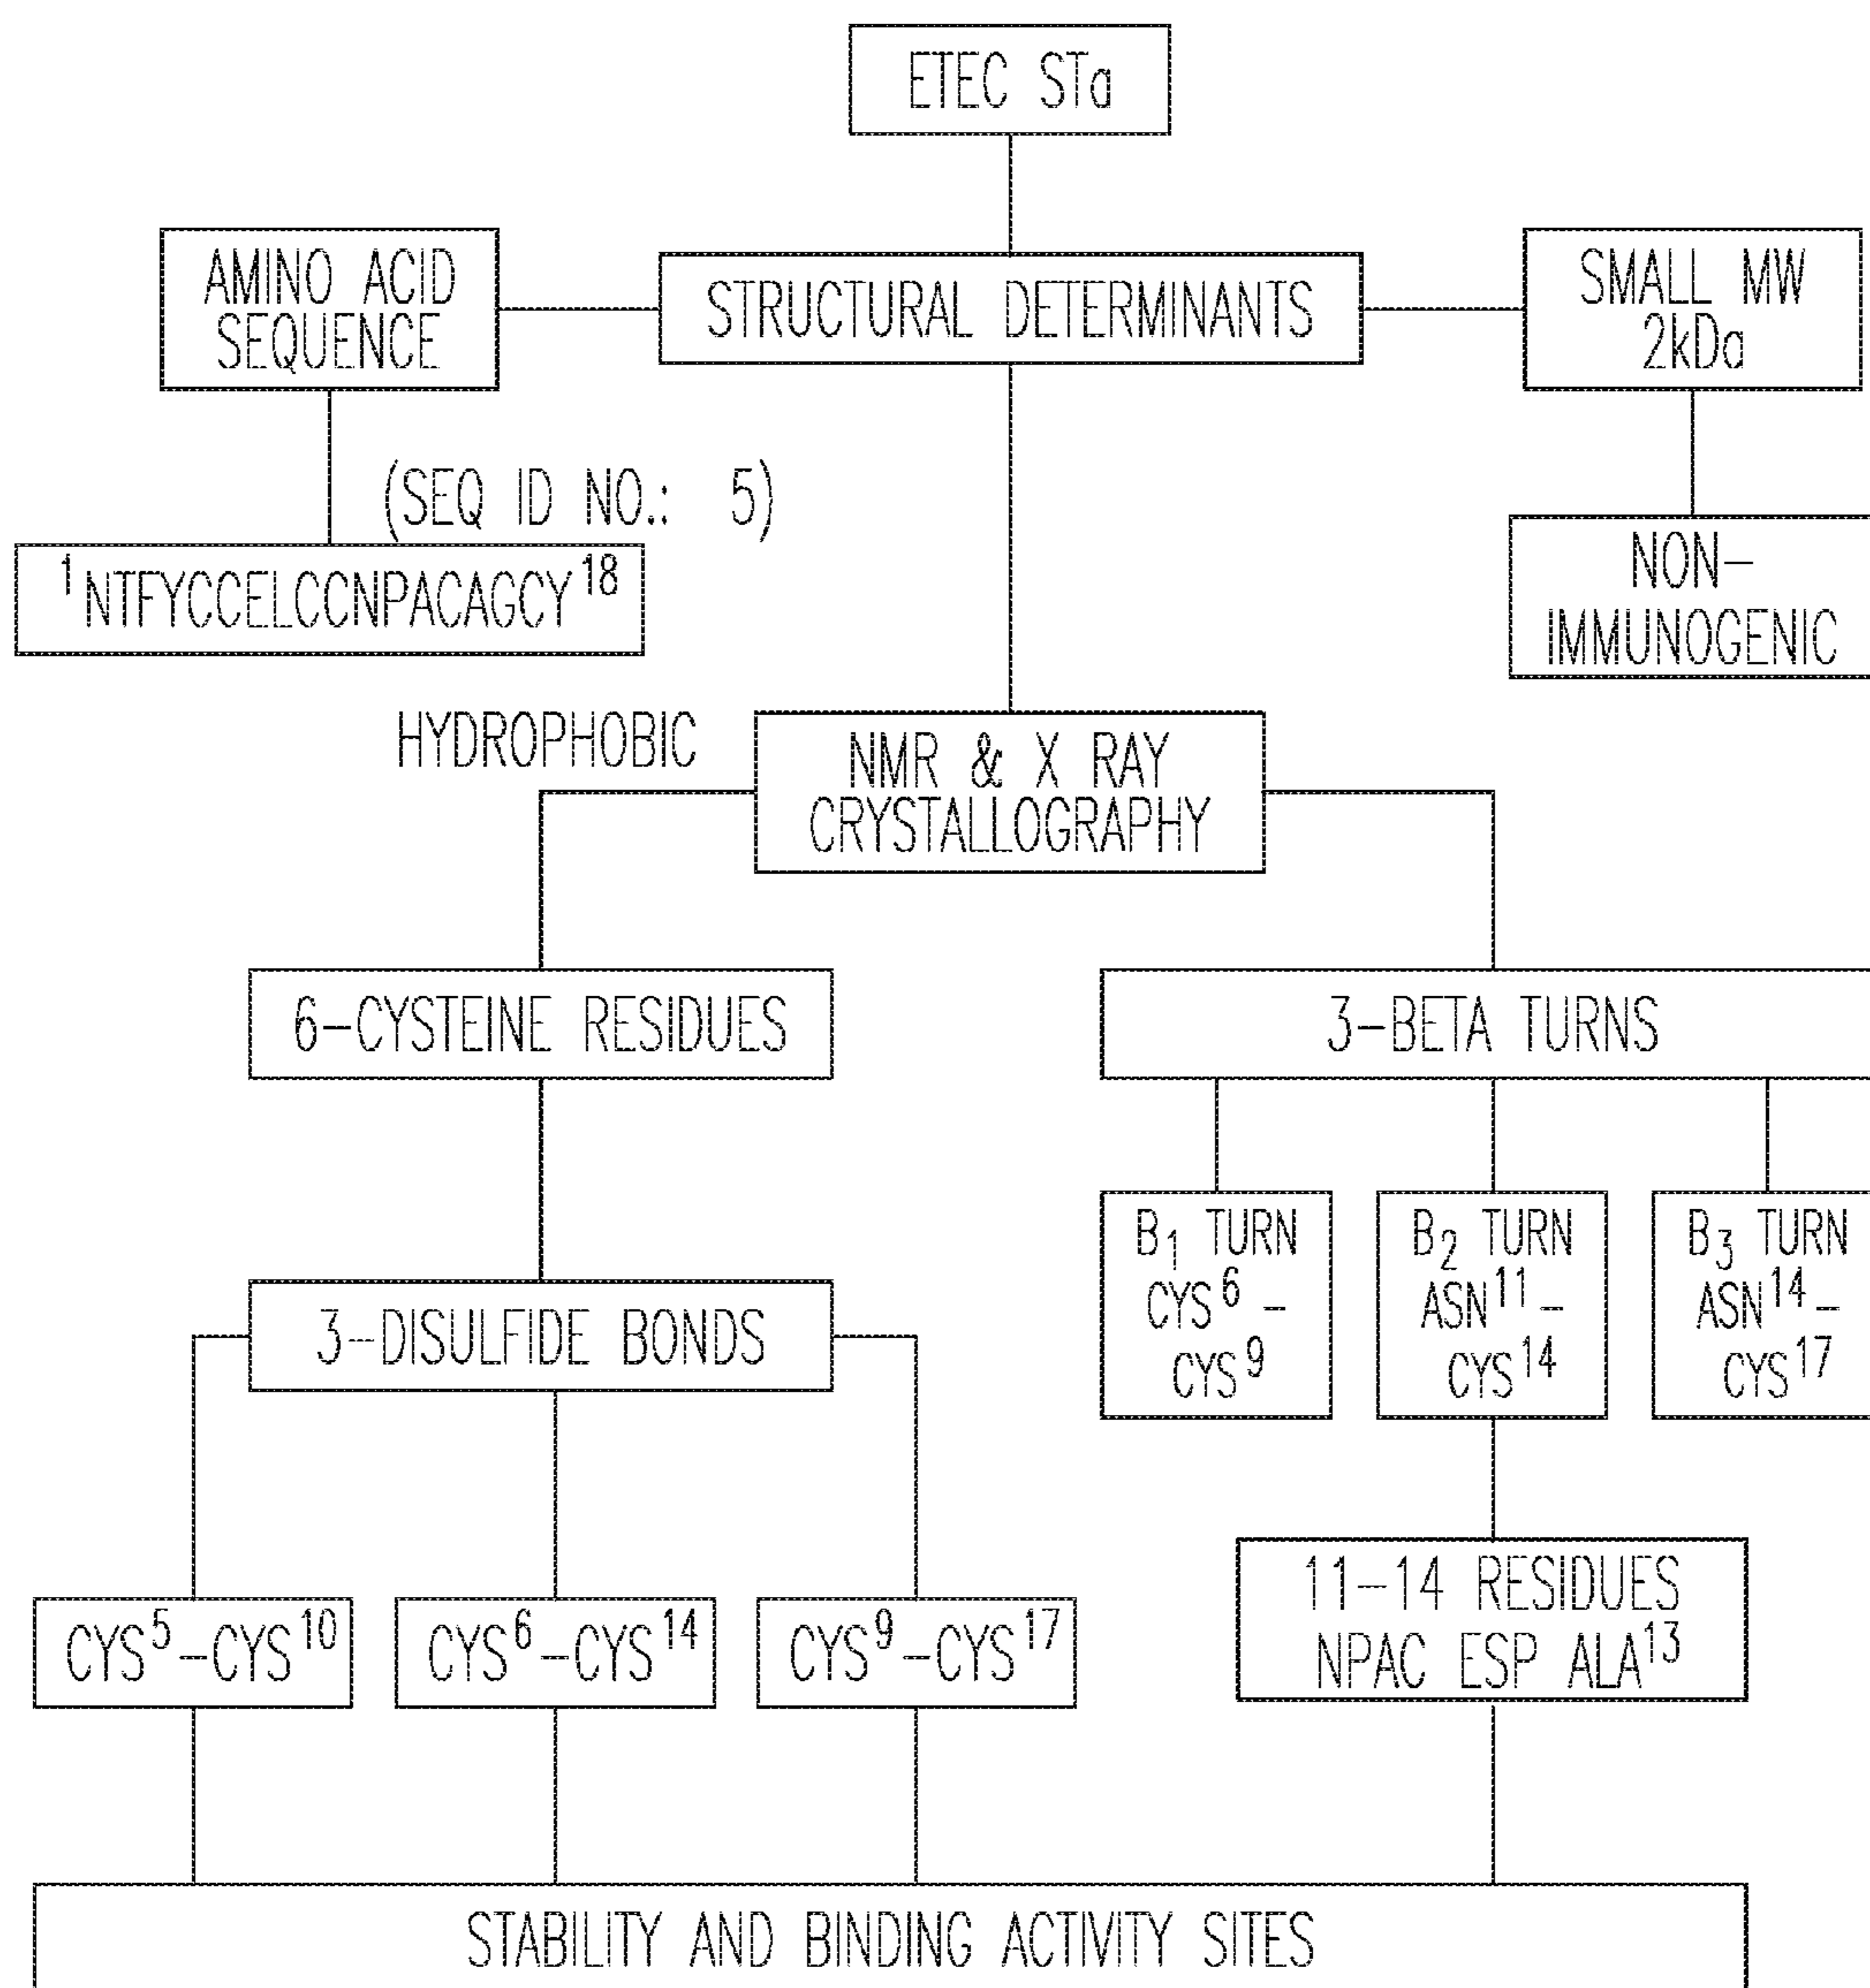 ETEC STa
AMINO ACID
SEQUENCE
STRUCTURAL DETERMINANTS
SMALL MW
2kDa
(SEQ ID NO.: 5)
¹NTFYCCELCCNPACAGCY¹⁸
NON-
IMMUNOGENIC
HYDROPHOBIC
NMR & X RAY
CRYSTALLOGRAPHY
6-CYSTEINE RESIDUES
3-BETA TURNS
B₁ TURN
CYS⁶ -
CYS⁹
B₂ TURN
ASN¹¹-
CYS¹⁴
B₃ TURN
ASN¹⁴-
CYS¹⁷
3-DISULFIDE BONDS
CYS⁵-CYS¹⁰
CYS⁶-CYS¹⁴
CYS⁹-CYS¹⁷
11-14 RESIDUES
NPAC ESP ALA¹³
STABILITY AND BINDING ACTIVITY SITES